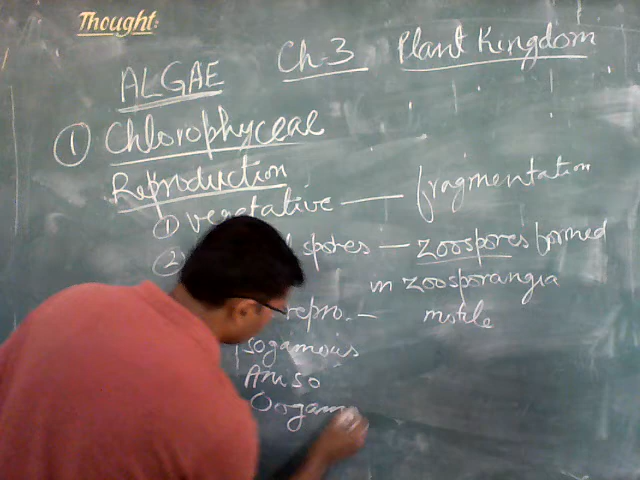 Thought:
Ch-3 Plant Kingdom
ALGAE
① Chlorophyceae
Reproduction
① vegetative — fragmentation
② spores — zoospores formed
in zoosporangia
repro. — motile
Isogamous
Aniso
Oogam